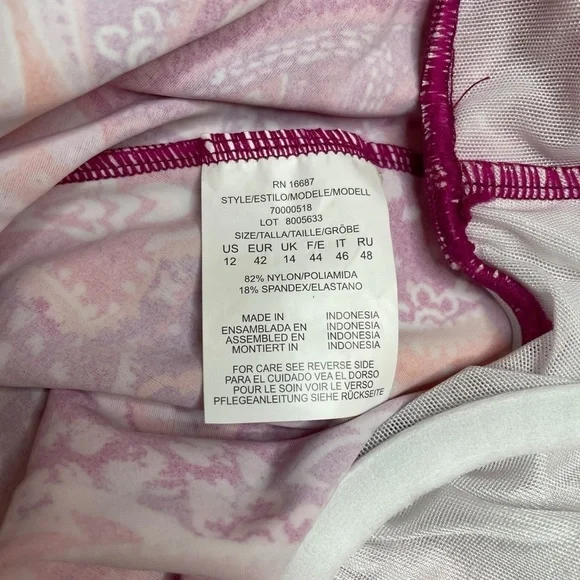 RN 16687
STYLE/ESTILO/MODELE/MODELL
70000518
LOT 8005633
SIZE/TALLA/TAILLE/GRÖBE
US EUR UK F/E IT RU
12 42 14 44 46 48
82% NYLON/POLIAMIDA
18% SPANDEX/ELASTANO
MADE IN INDONESIA
ENSAMBLADA EN INDONESIA
ASSEMBLED EN INDONESIA
MONTIERT IN INDONESIA
FOR CARE SEE REVERSE SIDE
PARA EL CUIDADO VEA EL DORSO
POUR LE SOIN VOIR LE VERSO
PFLEGEANLEITUNG SIEHE RÜCKSEITE